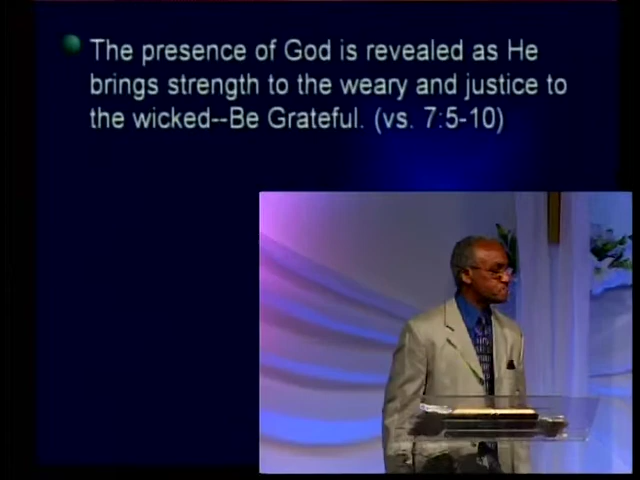 The presence of God is revealed as He
brings strength to the weary and justice to
the wicked--Be Grateful. (vs. 7:5-10)